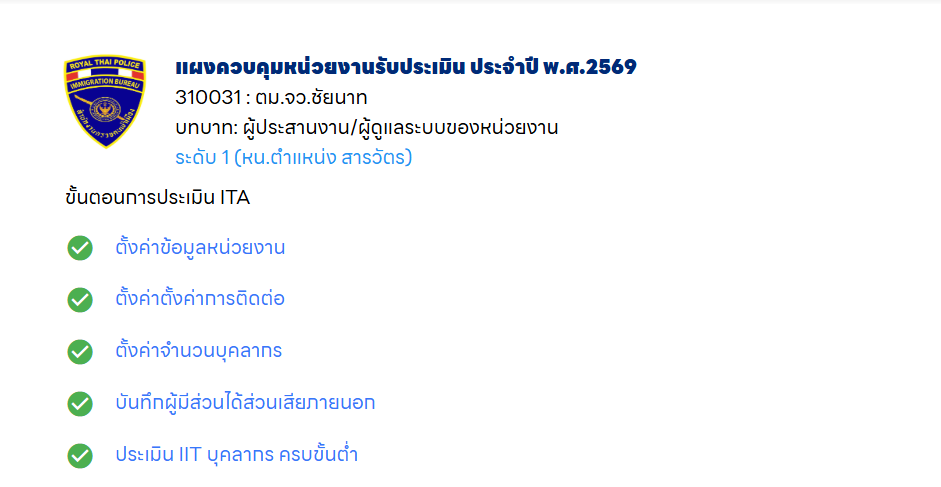 ROYAL THAI POLICE
IMMIGRATION BUREAU
แผงควบคุมหน่วยงานรับประเมิน ประจำปี พ.ศ.2569
310031 : ตม.จว.ชัยนาท
บทบาท: ผู้ประสานงาน/ผู้ดูแลระบบของหน่วยงาน
ระดับ 1 (หน.ตำแหน่ง สารวัตร)
ขั้นตอนการประเมิน ITA
ตั้งค่าข้อมูลหน่วยงาน
ตั้งค่าตั้งค่าการติดต่อ
ตั้งค่าจำนวนบุคลากร
บันทึกผู้มีส่วนได้ส่วนเสียภายนอก
ประเมิน IIT บุคลากร ครบขั้นต่ำ